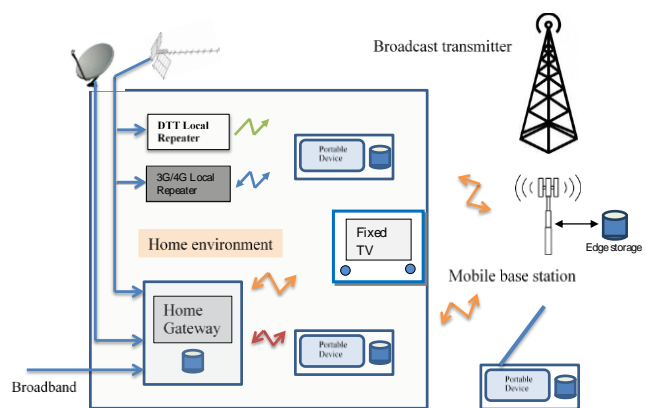 Broadcast transmitter
DTT Local
Repeater
3G/4G Local
Repeater
Portable
Device
Home environment
Fixed
TV
Edge storage
Mobile base station
Home
Gateway
Portable
Device
Broadband
Portable
Device